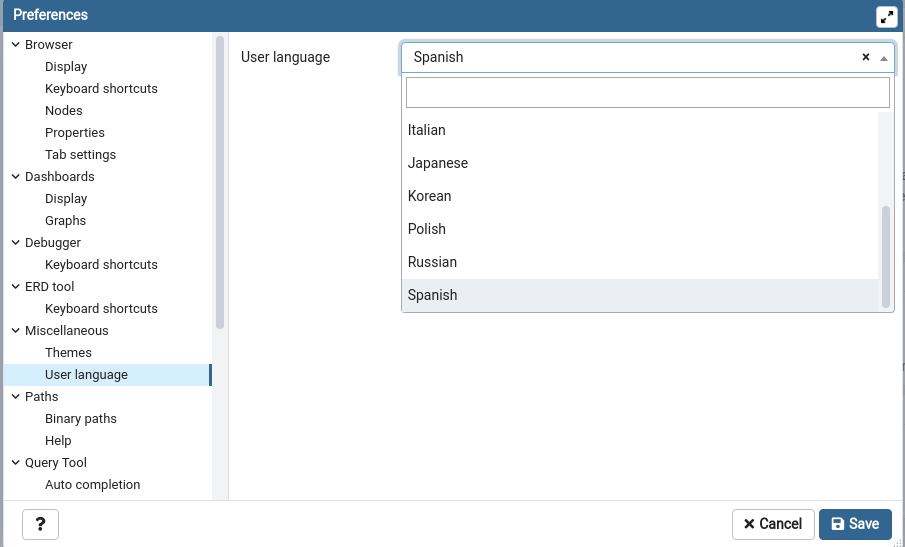 Preferences
Browser
Display
Keyboard shortcuts
Nodes
Properties
Tab settings
Dashboards
Display
Graphs
Debugger
Keyboard shortcuts
ERD tool
Keyboard shortcuts
Miscellaneous
Themes
User language
Paths
Binary paths
Help
Query Tool
Auto completion
User language
Spanish
Italian
Japanese
Korean
Polish
Russian
Spanish
?
Cancel
Save